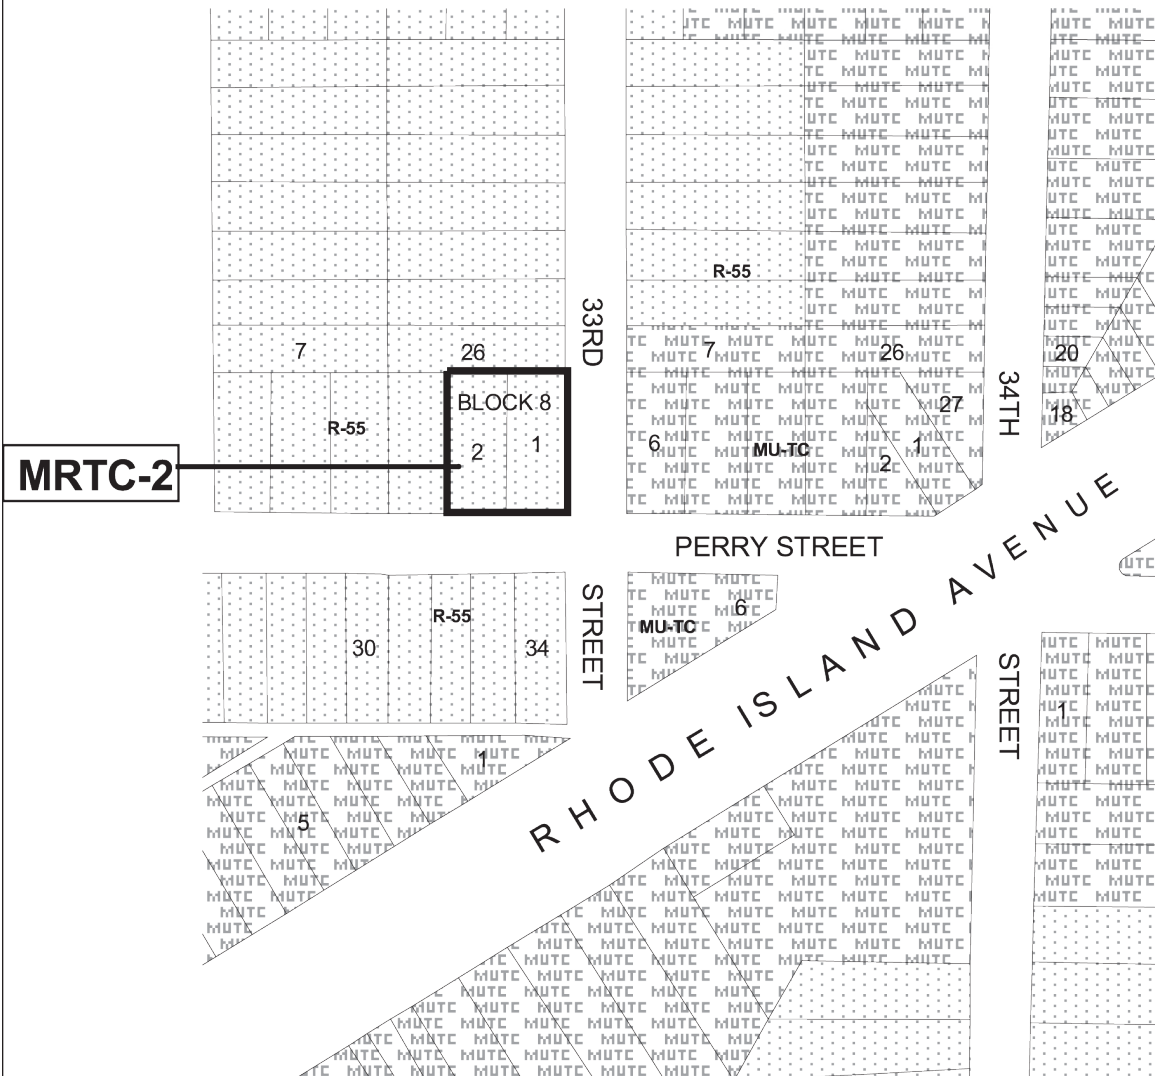 R-55
33RD
7
26
7
26
20
BLOCK 8
27
34TH
18
R-55
2
1
6
MU-TC
2
1
MRTC-2
PERRY STREET
RHODE ISLAND AVENUE
R-55
30
34
STREET
6
MU-TC
STREET
1
1
5
MUTC